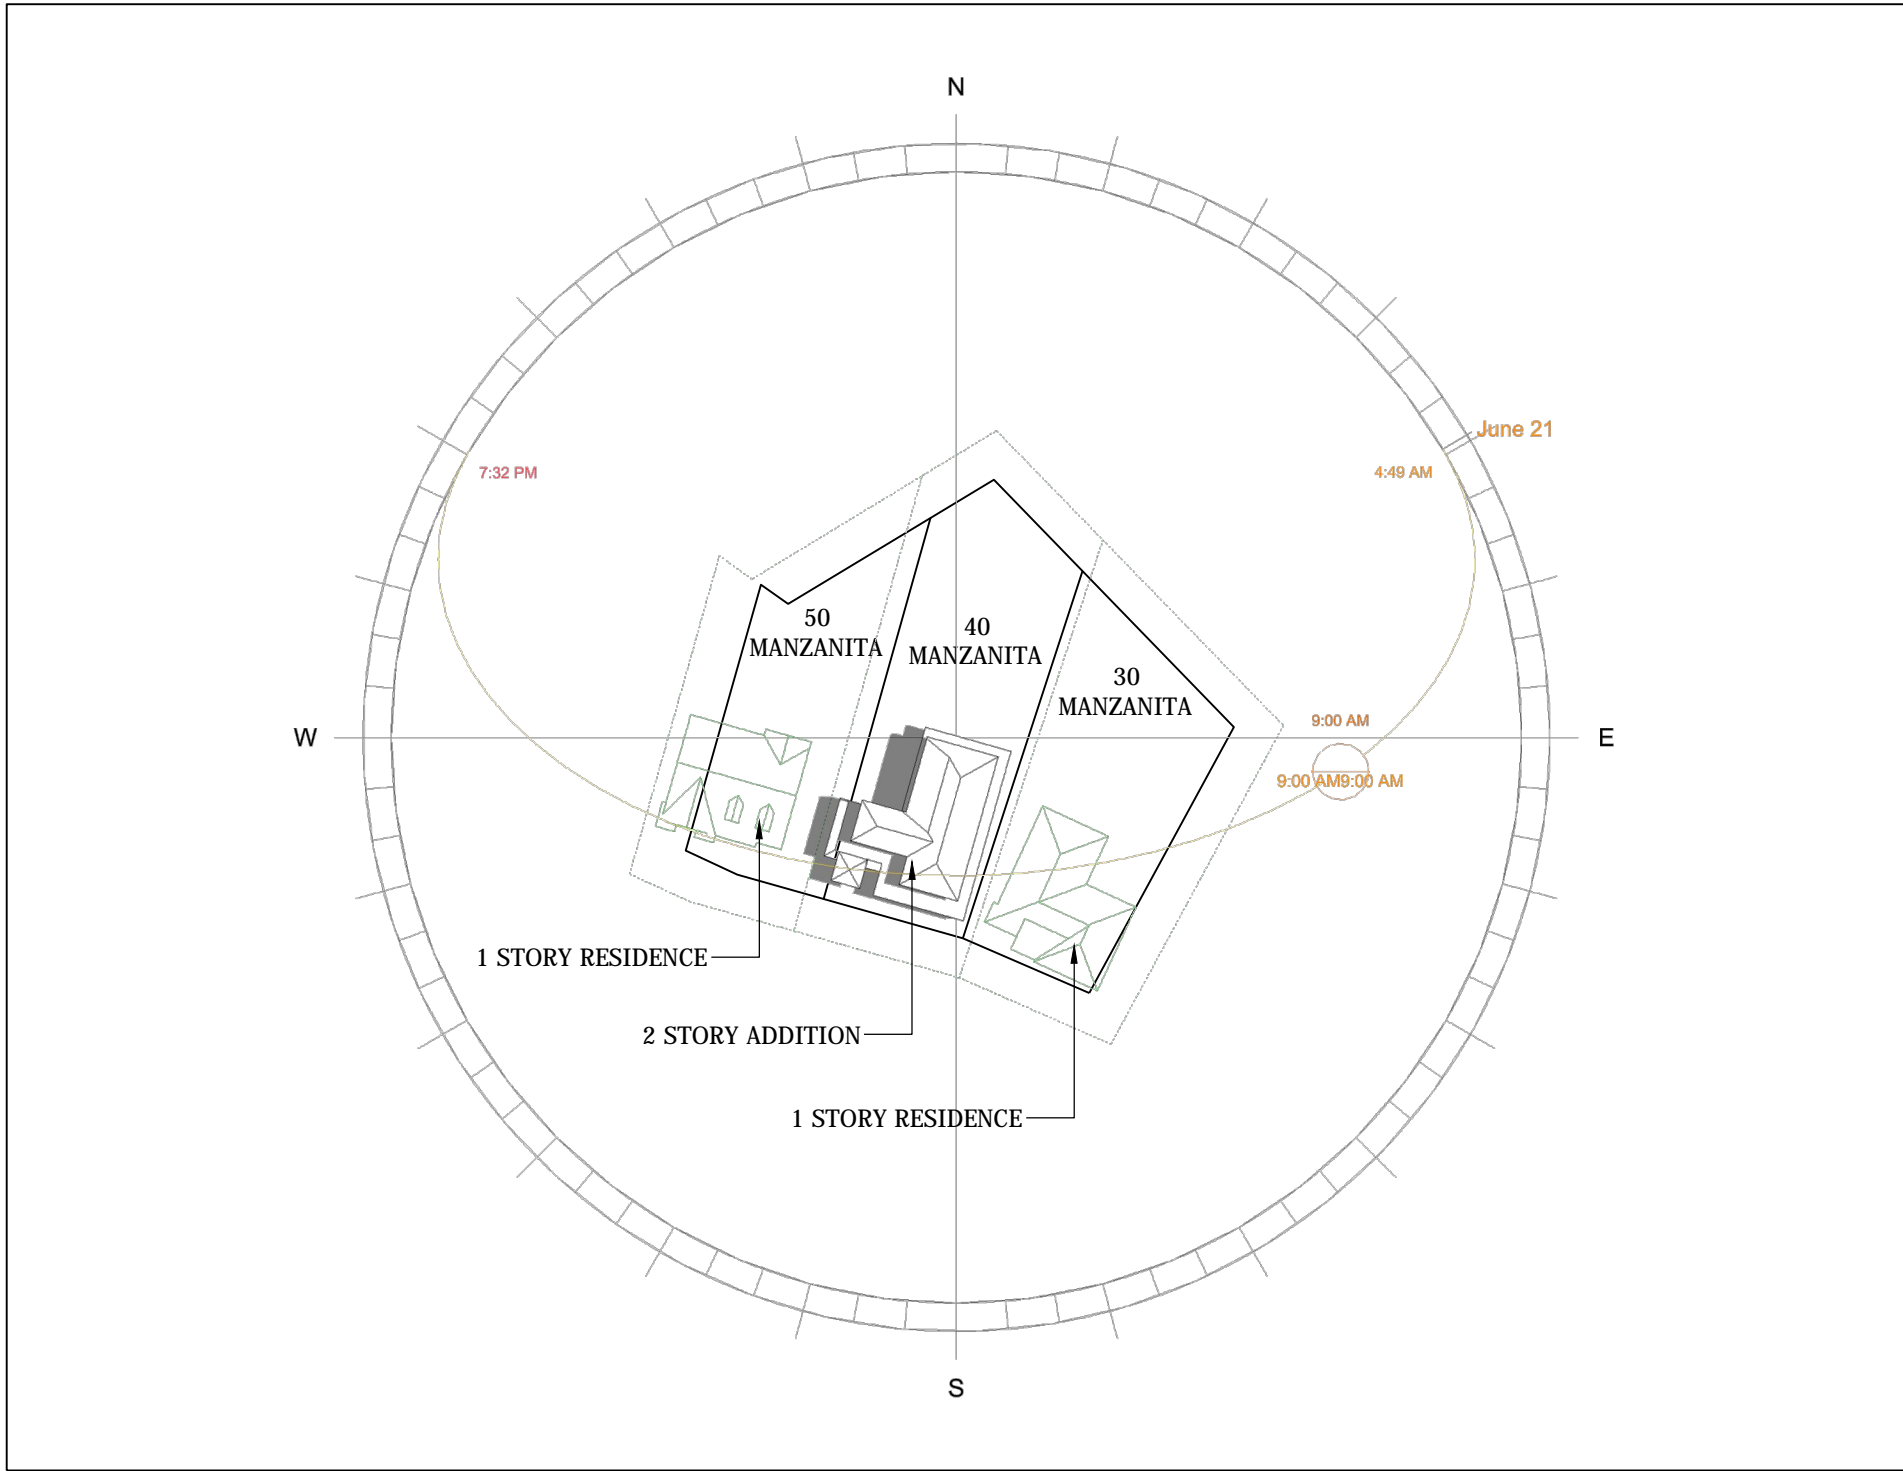 N
June 21
7:32 PM
4:49 AM
50
MANZANITA
40
MANZANITA
30
MANZANITA
9:00 AM
W
E
9:00 AM9:00 AM
1 STORY RESIDENCE
2 STORY ADDITION
1 STORY RESIDENCE
S